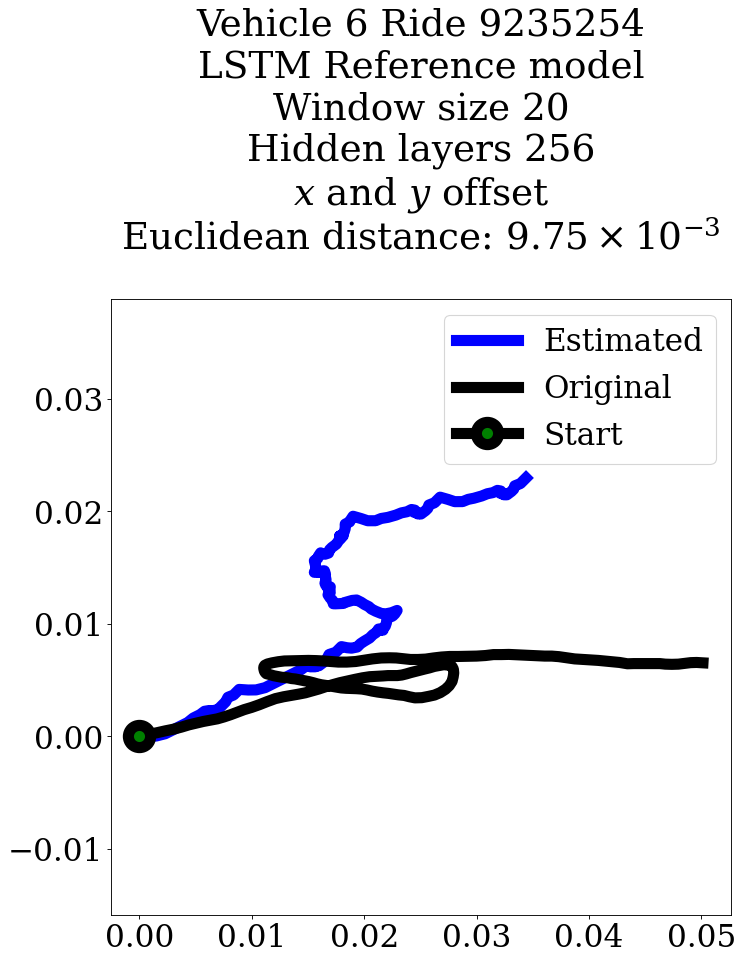 Vehicle 6 Ride 9235254
LSTM Reference model
Window size 20
Hidden layers 256
x and y offset
Euclidean distance: 9.75 × 10⁻³
Estimated
Original
Start
0.03
0.02
0.01
0.00
−0.01
0.00 0.01 0.02 0.03 0.04 0.05